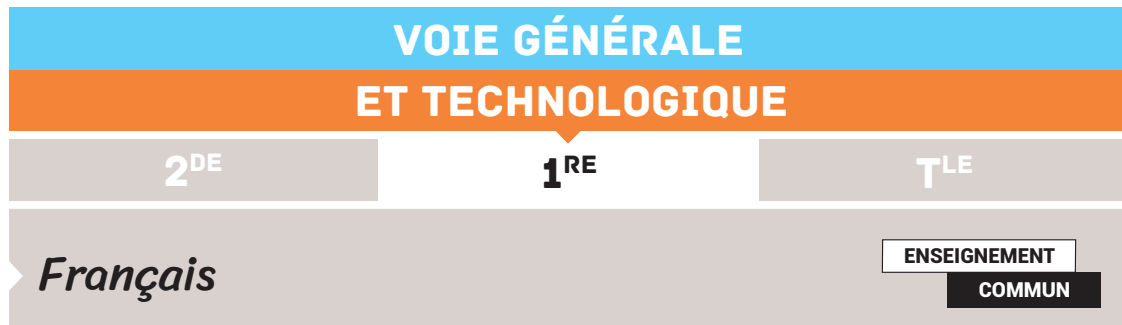 VOIE GÉNÉRALE
ET TECHNOLOGIQUE
2DE 1RE TLE
Français
ENSEIGNEMENT
COMMUN